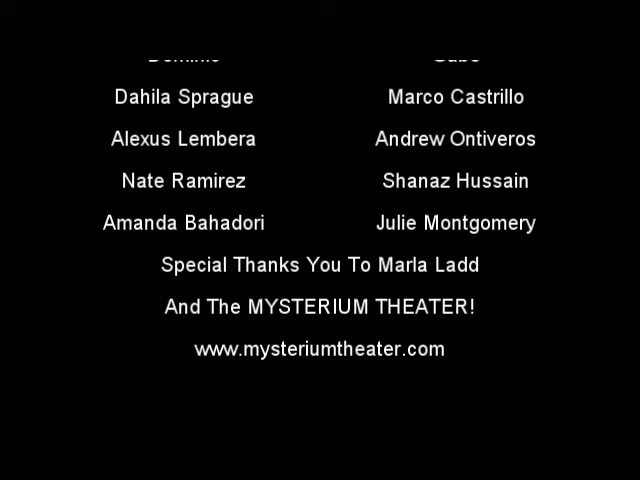 Dahila Sprague Marco Castrillo
Alexus Lembera Andrew Ontiveros
Nate Ramirez Shanaz Hussain
Amanda Bahadori Julie Montgomery
Special Thanks You To Marla Ladd
And The MYSTERIUM THEATER!
www.mysteriumtheater.com